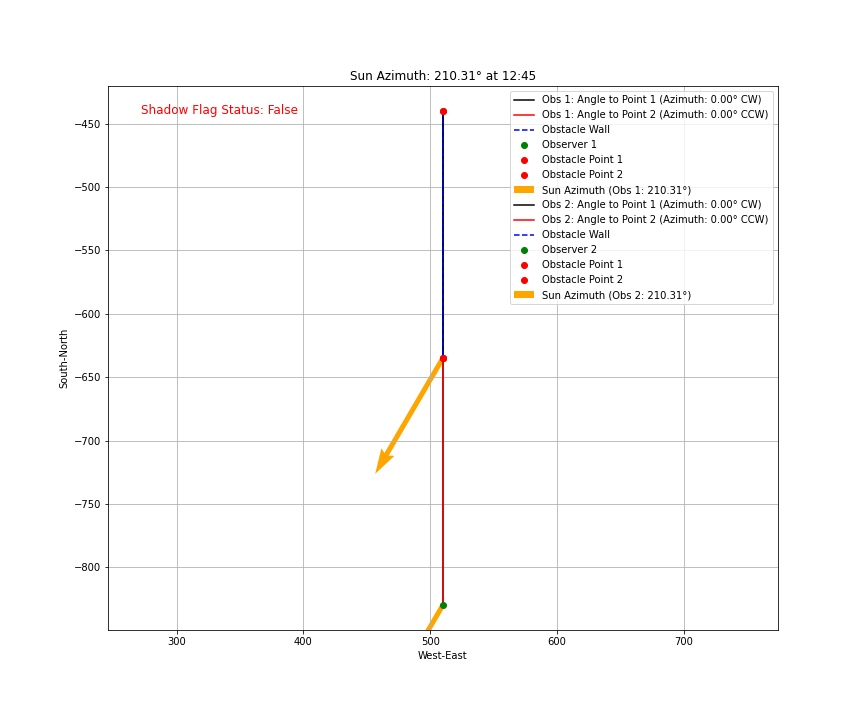 Sun Azimuth: 210.31° at 12:45
Shadow Flag Status: False
Obs 1: Angle to Point 1 (Azimuth: 0.00° CW)
Obs 1: Angle to Point 2 (Azimuth: 0.00° CCW)
Obstacle Wall
Observer 1
Obstacle Point 1
Obstacle Point 2
Sun Azimuth (Obs 1: 210.31°)
Obs 2: Angle to Point 1 (Azimuth: 0.00° CW)
Obs 2: Angle to Point 2 (Azimuth: 0.00° CCW)
Obstacle Wall
Observer 2
Obstacle Point 1
Obstacle Point 2
Sun Azimuth (Obs 2: 210.31°)
South-North
−450
−500
−550
−600
−650
−700
−750
−800
300
400
500
600
700
West-East